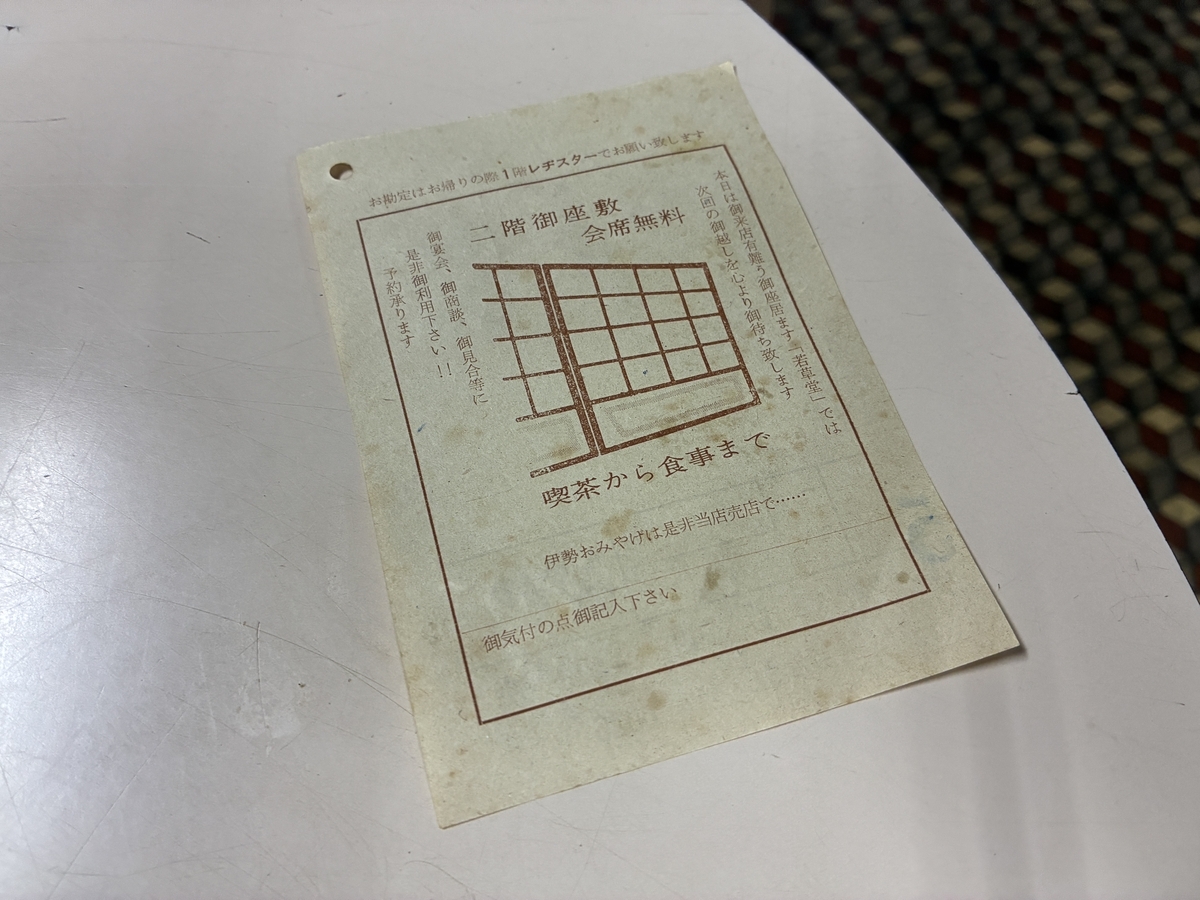 お勘定はお帰りの際1階レヂスターでお願い致します
本日は御来店有難う御座居ます「若草堂」では
次回の御越しを心より御待ち致します
二階御座敷
会席無料
御宴会、御商談、御見合等に
是非御利用下さい!!
予約承ります
喫茶から食事まで
伊勢おみやげは是非当店売店で……
御気付の点御記入下さい